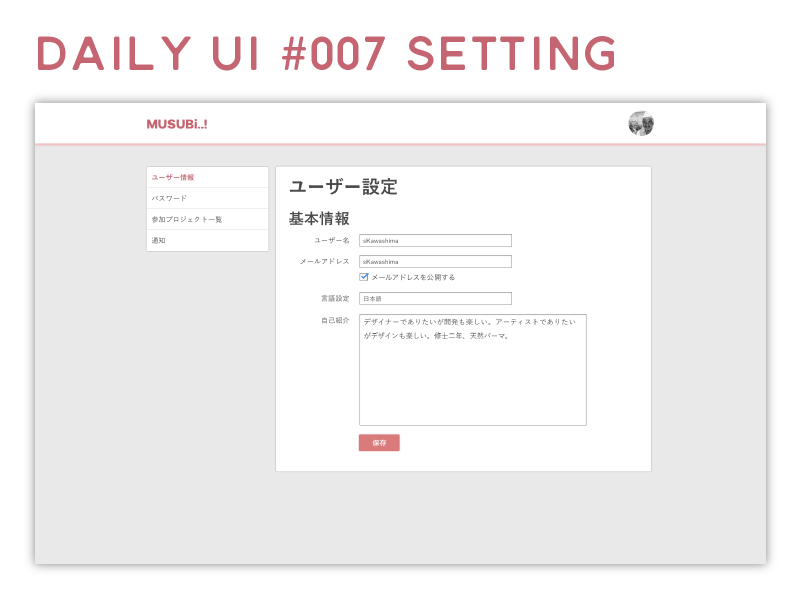 DAILY UI #007 SETTING
MUSUBi..!
ユーザー情報
パスワード
参加プロジェクト一覧
通知
ユーザー設定
基本情報
ユーザー名
sKawashima
メールアドレス
sKawashima
メールアドレスを公開する
言語設定
日本語
自己紹介
デザイナーでありたいが開発も楽しい。アーティストでありたい
がデザインも楽しい。修士二年、天然パーマ。
保存